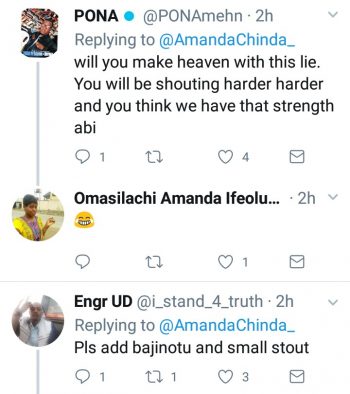 PONA @PONAmehn · 2h
Replying to @AmandaChinda_
will you make heaven with this lie.
You will be shouting harder harder
and you think we have that strength
abi
1 4
Omasilachi Amanda Ifeolu... · 2h
😂
1
Engr UD @i_stand_4_truth · 2h
Replying to @AmandaChinda_
Pls add bajinotu and small stout
1 1 3